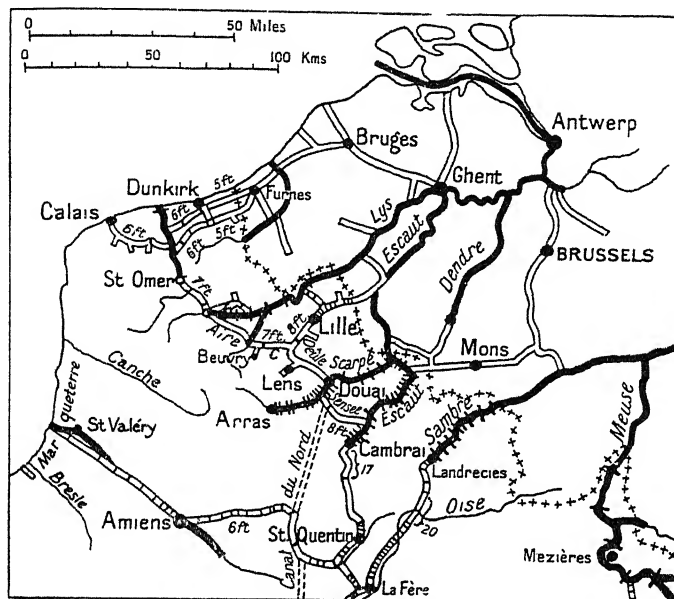 0 50 Miles
0 50 100 Kms
Antwerp
Bruges
Ghent
Dunkirk
5ft
6ft
Furnes
5ft
6ft
Calais
6ft
Lys
Escaut
Dendre
BRUSSELS
St Omer
7ft
Aire
7ft
8ft
Lille
Beuvry
C
Scarpe
Mons
Canche
Lens
Douai
Sensée
Escaut
Sambre
Meuse
Arras
8ft
Cambrai
17
Landrecies
Mar queterre
St Valéry
Bresle
Canal du Nord
Oise
20
Amiens
6ft
St. Quentin
Mezières
La Fère